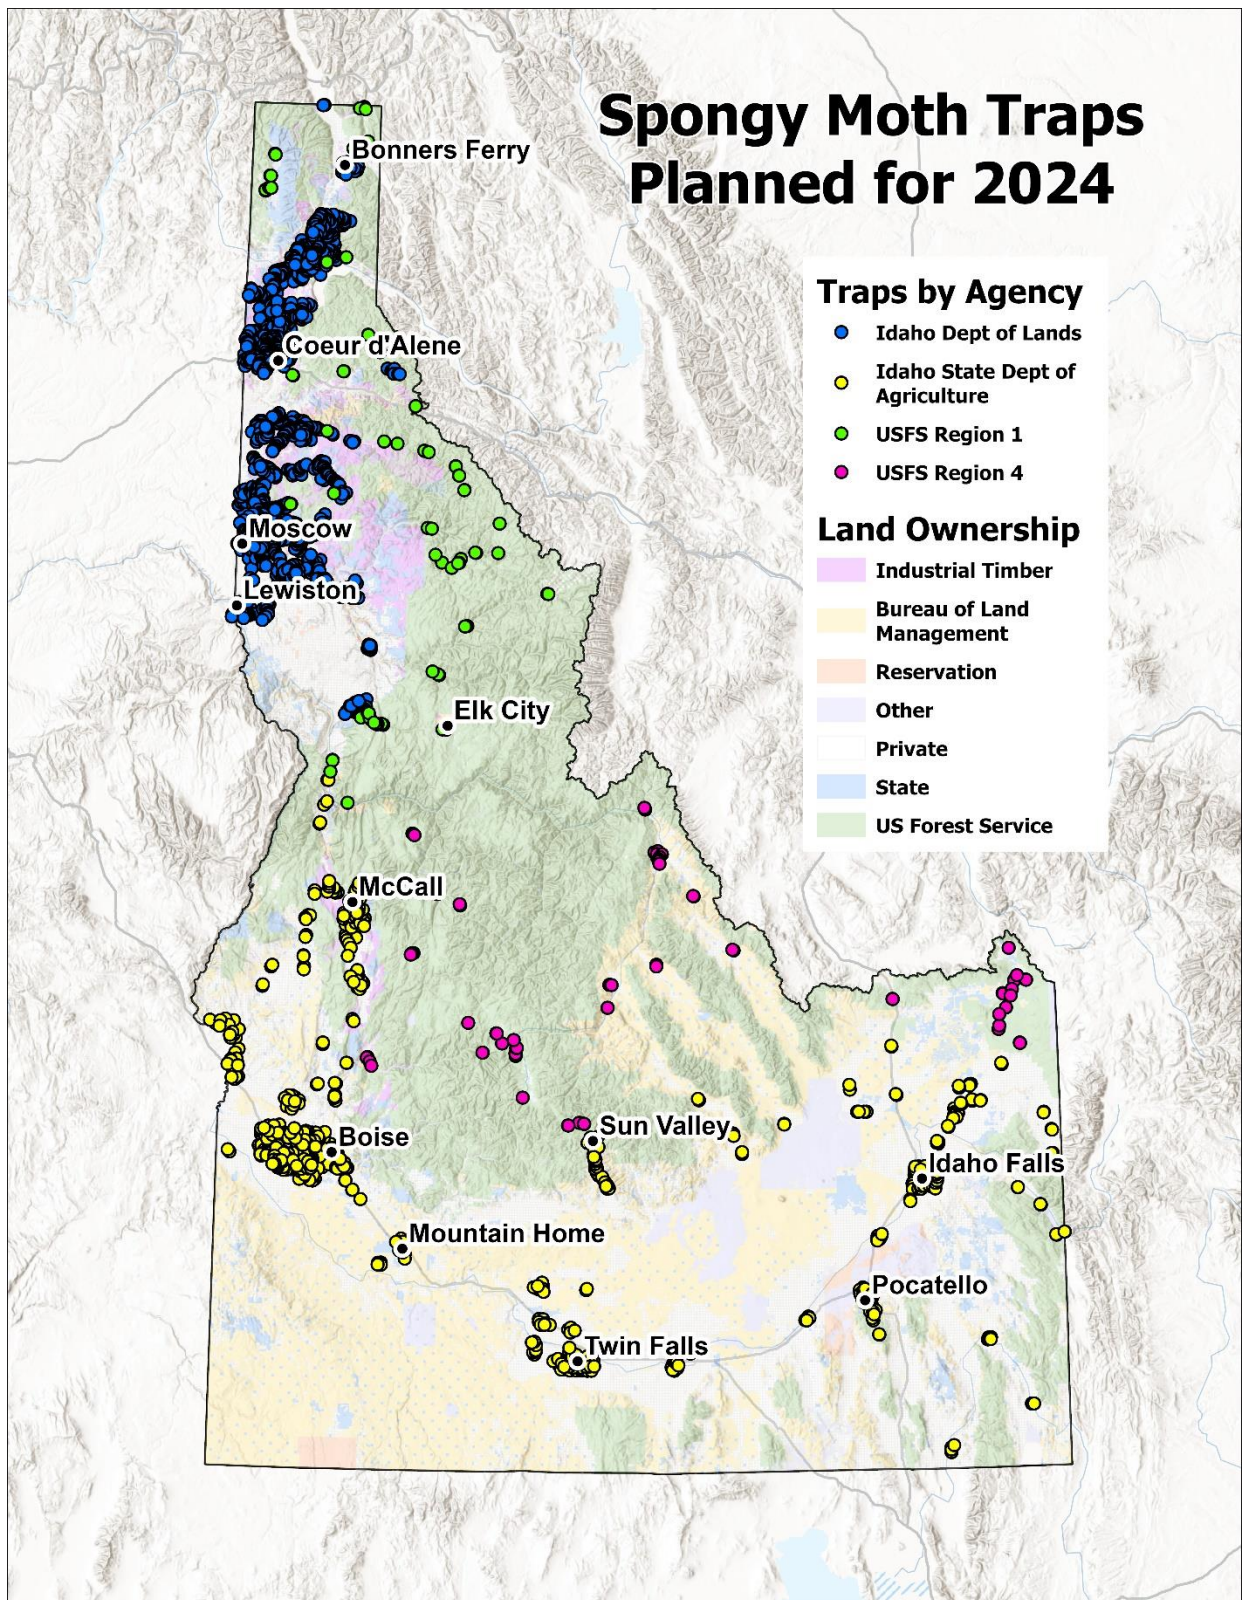 Spongy Moth Traps
Planned for 2024
Traps by Agency
Idaho Dept of Lands
Idaho State Dept of
Agriculture
USFS Region 1
USFS Region 4
Land Ownership
Industrial Timber
Bureau of Land
Management
Reservation
Other
Private
State
US Forest Service
Bonners Ferry
Coeur d'Alene
Moscow
Lewiston
Elk City
McCall
Boise
Sun Valley
Idaho Falls
Mountain Home
Pocatello
Twin Falls